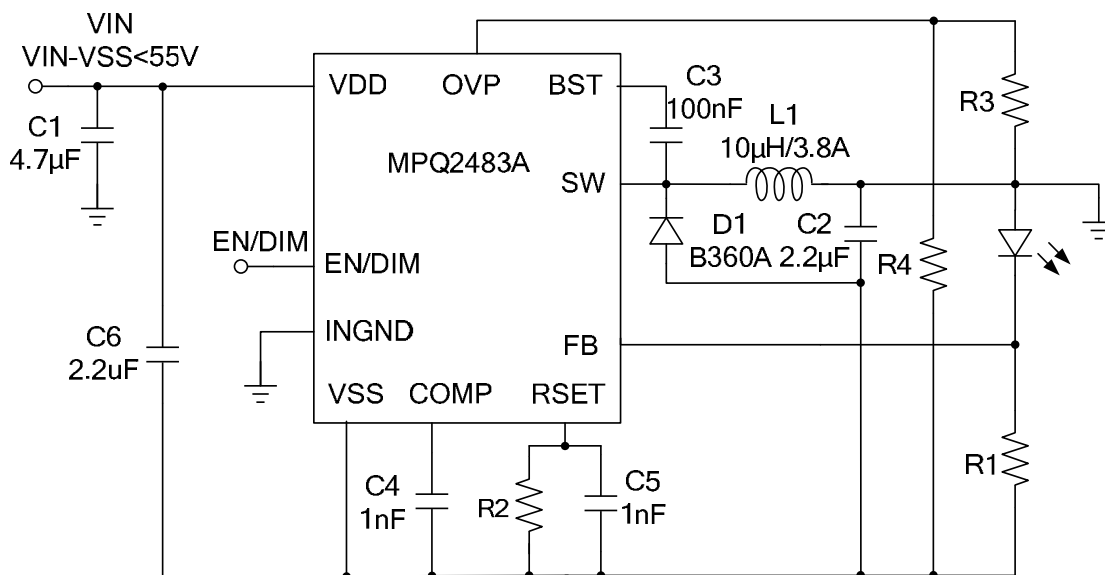 VIN
VIN-VSS<55V
C1
4.7µF
VDD
OVP
BST
MPQ2483A
SW
C3
100nF
L1
10µH/3.8A
R3
EN/DIM
EN/DIM
D1
B360A
C2
2.2µF
R4
INGND
FB
C6
2.2uF
VSS
COMP
RSET
C4
1nF
R2
C5
1nF
R1